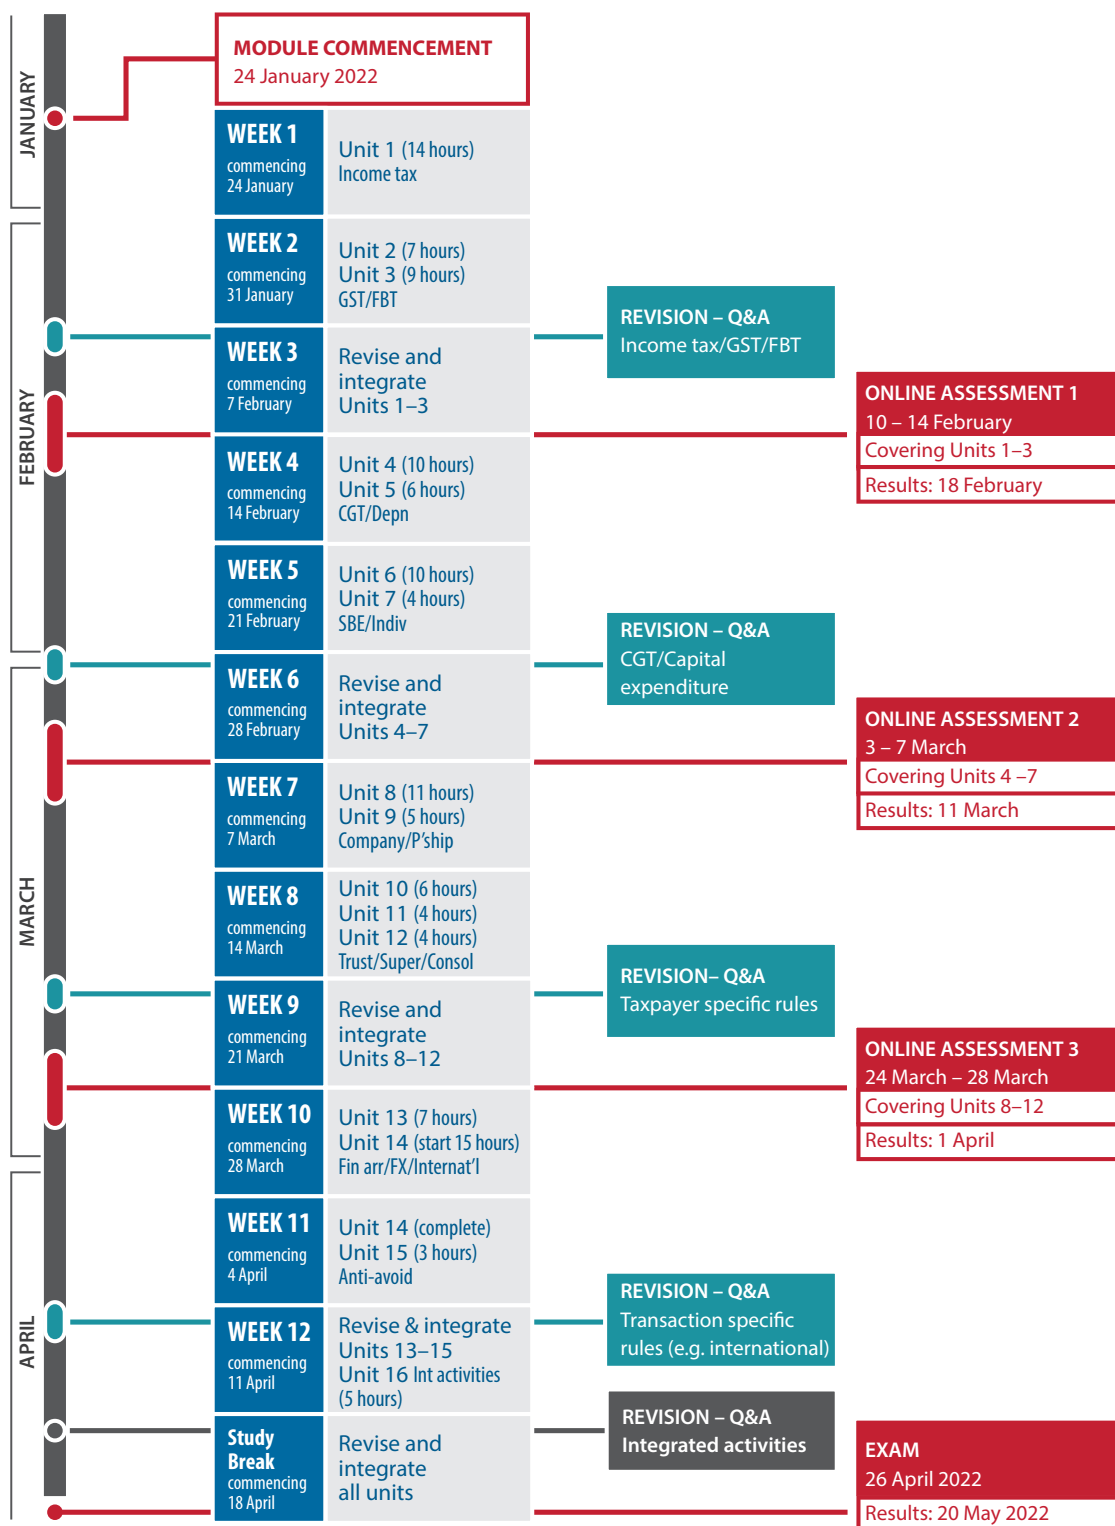 JANUARY
MODULE COMMENCEMENT
24 January 2022
WEEK 1
commencing
24 January
Unit 1 (14 hours)
Income tax
FEBRUARY
WEEK 2
commencing
31 January
Unit 2 (7 hours)
Unit 3 (9 hours)
GST/FBT
REVISION – Q&A
Income tax/GST/FBT
WEEK 3
commencing
7 February
Revise and
integrate
Units 1–3
ONLINE ASSESSMENT 1
10 – 14 February
Covering Units 1–3
Results: 18 February
WEEK 4
commencing
14 February
Unit 4 (10 hours)
Unit 5 (6 hours)
CGT/Depn
WEEK 5
commencing
21 February
Unit 6 (10 hours)
Unit 7 (4 hours)
SBE/Indiv
REVISION – Q&A
CGT/Capital
expenditure
MARCH
WEEK 6
commencing
28 February
Revise and
integrate
Units 4–7
ONLINE ASSESSMENT 2
3 – 7 March
Covering Units 4 –7
Results: 11 March
WEEK 7
commencing
7 March
Unit 8 (11 hours)
Unit 9 (5 hours)
Company/P'ship
WEEK 8
commencing
14 March
Unit 10 (6 hours)
Unit 11 (4 hours)
Unit 12 (4 hours)
Trust/Super/Consol
REVISION– Q&A
Taxpayer specific rules
WEEK 9
commencing
21 March
Revise and
integrate
Units 8–12
ONLINE ASSESSMENT 3
24 March – 28 March
Covering Units 8–12
Results: 1 April
WEEK 10
commencing
28 March
Unit 13 (7 hours)
Unit 14 (start 15 hours)
Fin arr/FX/Internat'l
APRIL
WEEK 11
commencing
4 April
Unit 14 (complete)
Unit 15 (3 hours)
Anti-avoid
REVISION – Q&A
Transaction specific
rules (e.g. international)
WEEK 12
commencing
11 April
Revise & integrate
Units 13–15
Unit 16 Int activities
(5 hours)
REVISION – Q&A
Integrated activities
Study
Break
commencing
18 April
Revise and
integrate
all units
EXAM
26 April 2022
Results: 20 May 2022